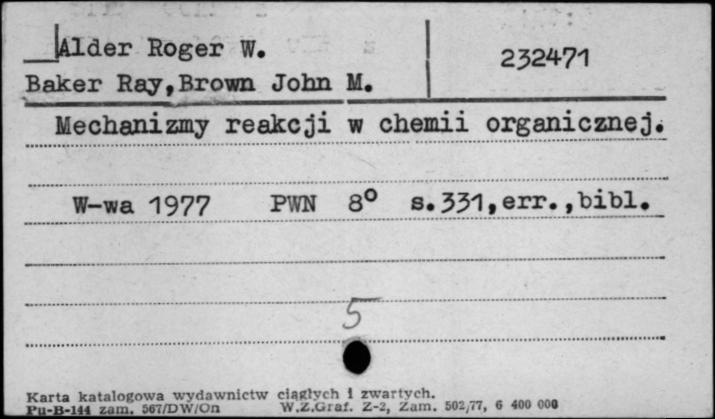 Alder Roger W.
232471
Baker Ray, Brown John M.
Mechanizmy reakcji w chemii organicznej.
W-wa 1977 PWN 8° s.331,err.,bibl.
5
Karta katalogowa wydawnictw ciągłych i zwartych.
Pu-B-144 zam. 567/DW/On W.Z.Graf. Z-2, Zam. 502/77, 6 400 000